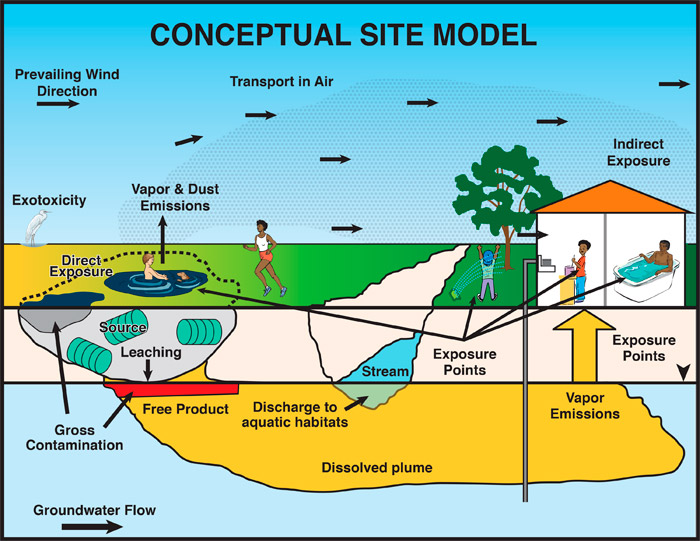 CONCEPTUAL SITE MODEL
Prevailing Wind
Direction
Transport in Air
Indirect
Exposure
Vapor & Dust
Emissions
Exotoxicity
Direct
Exposure
Source
Leaching
Exposure
Points
Exposure
Points
Stream
Free Product
Discharge to
aquatic habitats
Vapor
Emissions
Gross
Contamination
Dissolved plume
Groundwater Flow